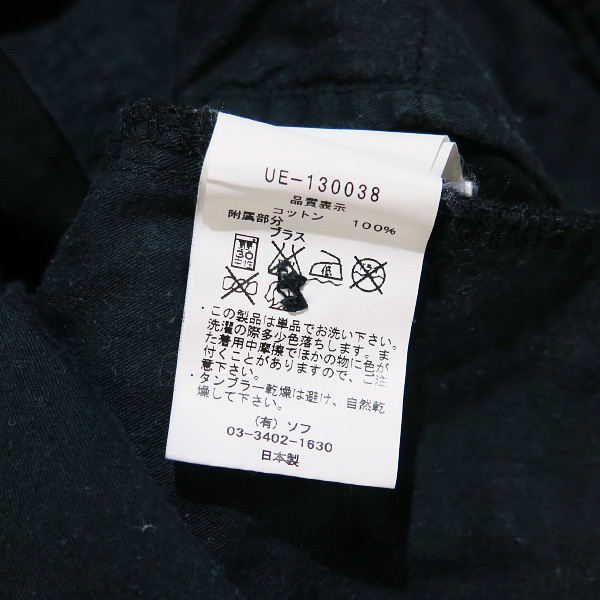 UE-130038
品質表示
コットン 100%
附属部分
ブラス
30
中性
低
・この製品は単品でお洗い下さい。
洗濯の際多少色落ちします。ま
た着用中摩擦でほかの物に色が
付くことがありますので、ご注
意下さい。
・タンブラー乾燥は避け、自然乾
燥して下さい。
(有)ソフ
03-3402-1630
日本製